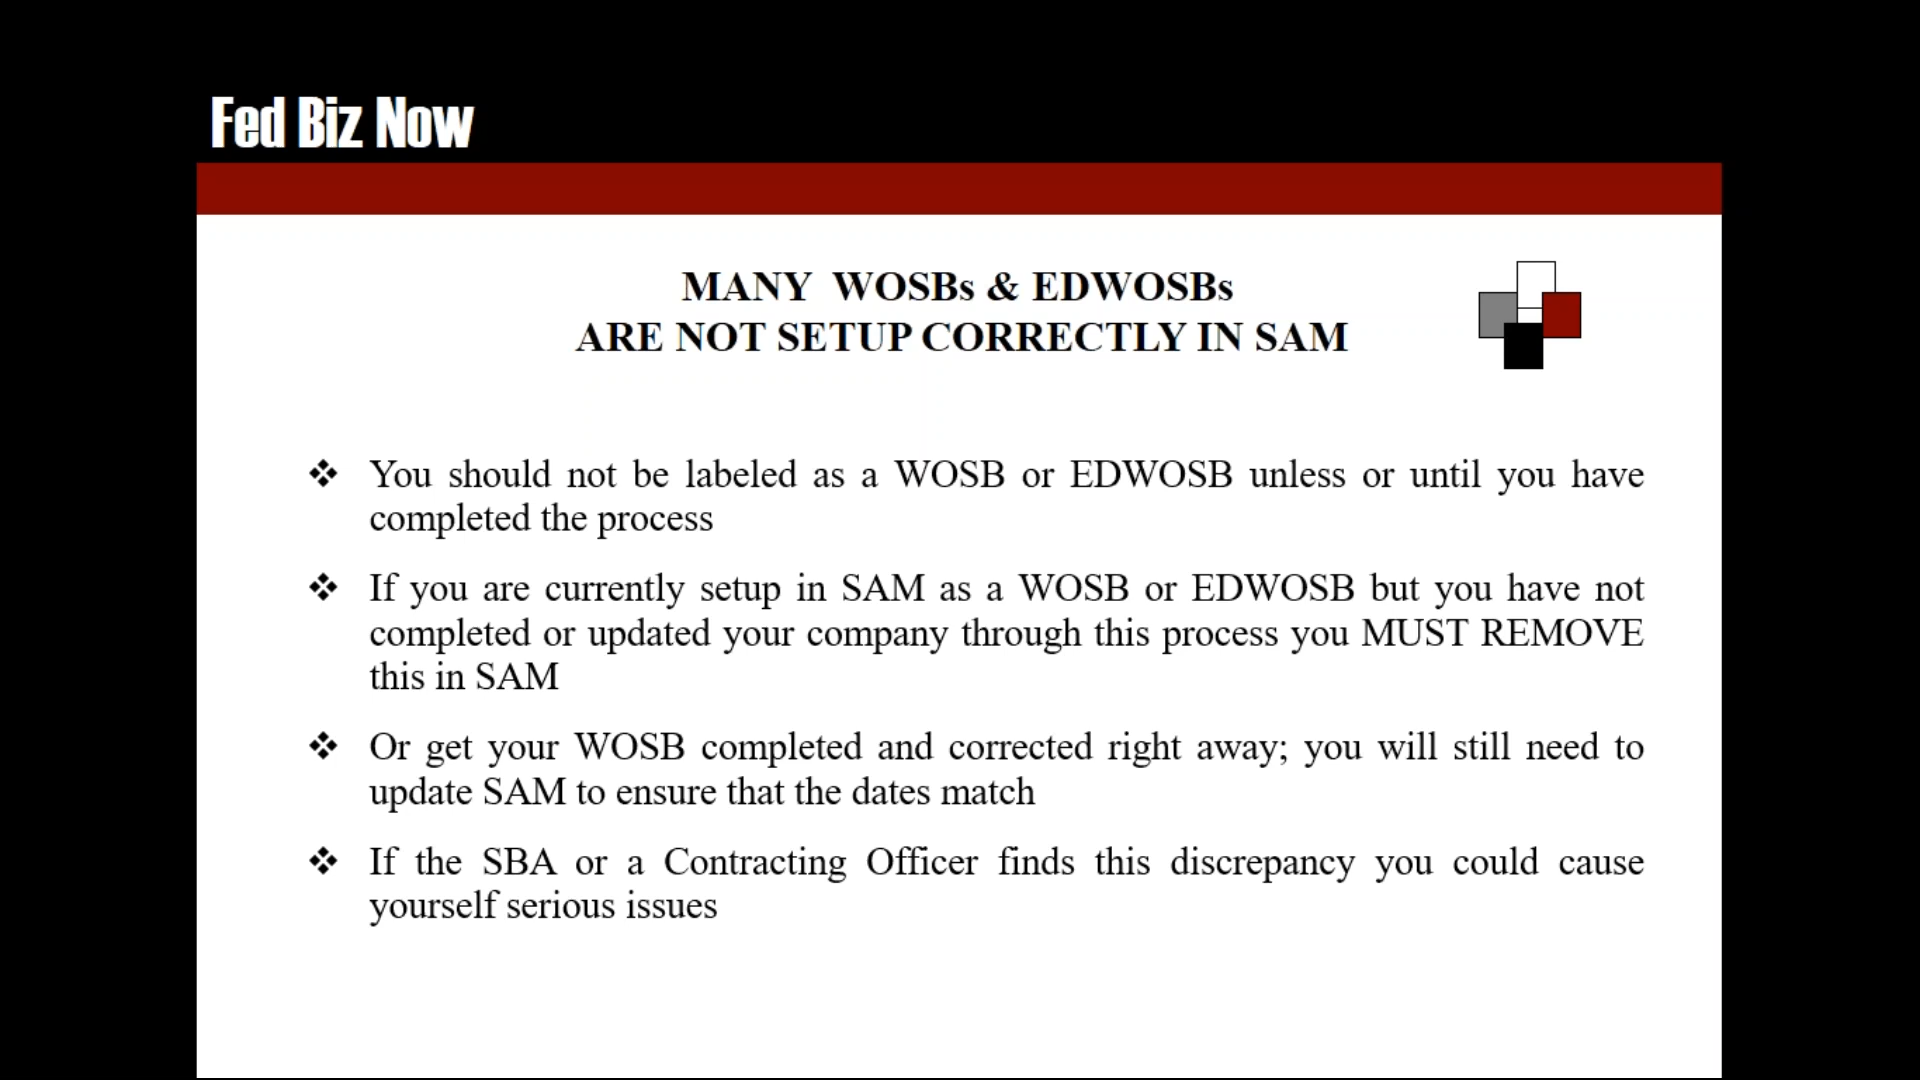 Fed Biz Now
MANY WOSBs & EDWOSBs
ARE NOT SETUP CORRECTLY IN SAM
❖ You should not be labeled as a WOSB or EDWOSB unless or until you have
completed the process
❖ If you are currently setup in SAM as a WOSB or EDWOSB but you have not
completed or updated your company through this process you MUST REMOVE
this in SAM
❖ Or get your WOSB completed and corrected right away; you will still need to
update SAM to ensure that the dates match
❖ If the SBA or a Contracting Officer finds this discrepancy you could cause
yourself serious issues